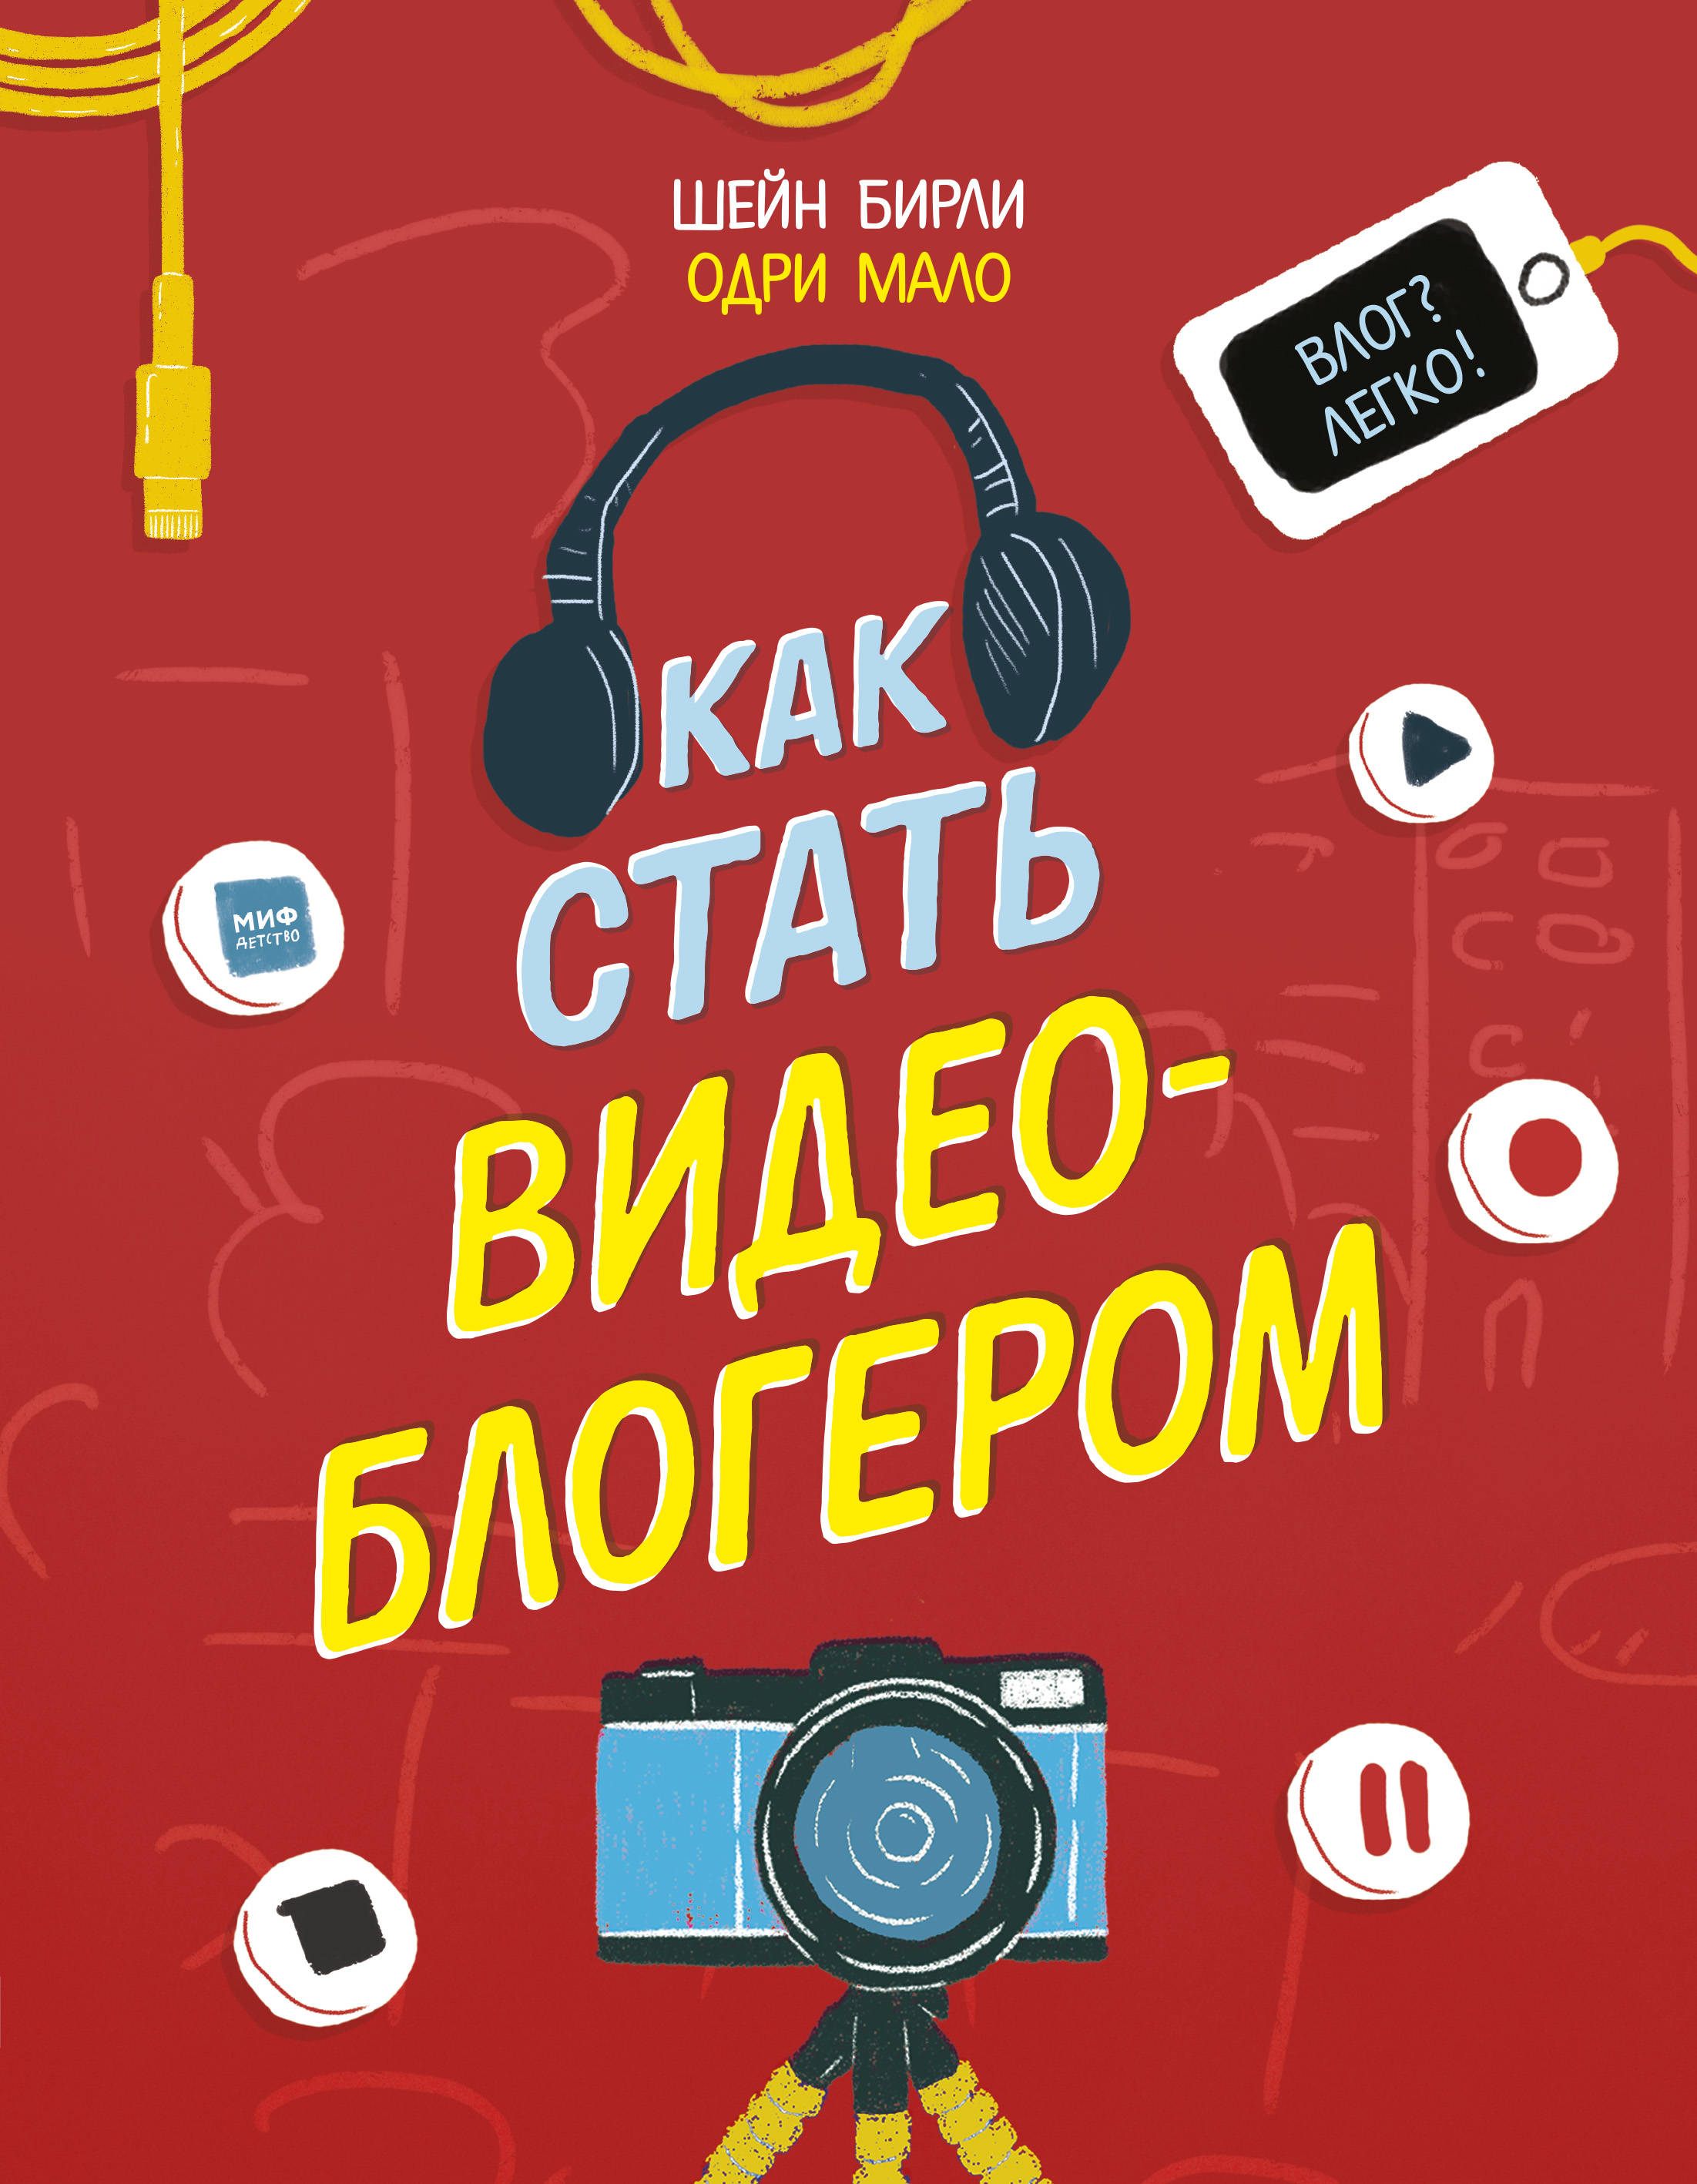 ШЕЙН БИРЛИ
ОДРИ МАЛО
ВЛОГ?
ЛЕГКО!
КАК
СТАТЬ
ВИДЕО-
БЛОГЕРОМ
МИФ
ДЕТСТВО